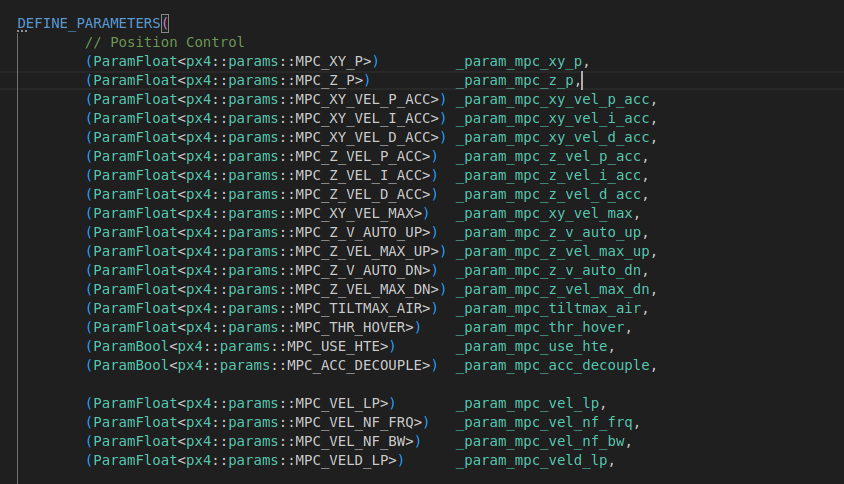 DEFINE_PARAMETERS(
// Position Control
(ParamFloat<px4::params::MPC_XY_P>) _param_mpc_xy_p,
(ParamFloat<px4::params::MPC_Z_P>) _param_mpc_z_p,
(ParamFloat<px4::params::MPC_XY_VEL_P_ACC>) _param_mpc_xy_vel_p_acc,
(ParamFloat<px4::params::MPC_XY_VEL_I_ACC>) _param_mpc_xy_vel_i_acc,
(ParamFloat<px4::params::MPC_XY_VEL_D_ACC>) _param_mpc_xy_vel_d_acc,
(ParamFloat<px4::params::MPC_Z_VEL_P_ACC>) _param_mpc_z_vel_p_acc,
(ParamFloat<px4::params::MPC_Z_VEL_I_ACC>) _param_mpc_z_vel_i_acc,
(ParamFloat<px4::params::MPC_Z_VEL_D_ACC>) _param_mpc_z_vel_d_acc,
(ParamFloat<px4::params::MPC_XY_VEL_MAX>) _param_mpc_xy_vel_max,
(ParamFloat<px4::params::MPC_Z_V_AUTO_UP>) _param_mpc_z_v_auto_up,
(ParamFloat<px4::params::MPC_Z_VEL_MAX_UP>) _param_mpc_z_vel_max_up,
(ParamFloat<px4::params::MPC_Z_V_AUTO_DN>) _param_mpc_z_v_auto_dn,
(ParamFloat<px4::params::MPC_Z_VEL_MAX_DN>) _param_mpc_z_vel_max_dn,
(ParamFloat<px4::params::MPC_TILTMAX_AIR>) _param_mpc_tiltmax_air,
(ParamFloat<px4::params::MPC_THR_HOVER>) _param_mpc_thr_hover,
(ParamBool<px4::params::MPC_USE_HTE>) _param_mpc_use_hte,
(ParamBool<px4::params::MPC_ACC_DECOUPLE>) _param_mpc_acc_decouple,
(ParamFloat<px4::params::MPC_VEL_LP>) _param_mpc_vel_lp,
(ParamFloat<px4::params::MPC_VEL_NF_FRQ>) _param_mpc_vel_nf_frq,
(ParamFloat<px4::params::MPC_VEL_NF_BW>) _param_mpc_vel_nf_bw,
(ParamFloat<px4::params::MPC_VELD_LP>) _param_mpc_veld_lp,